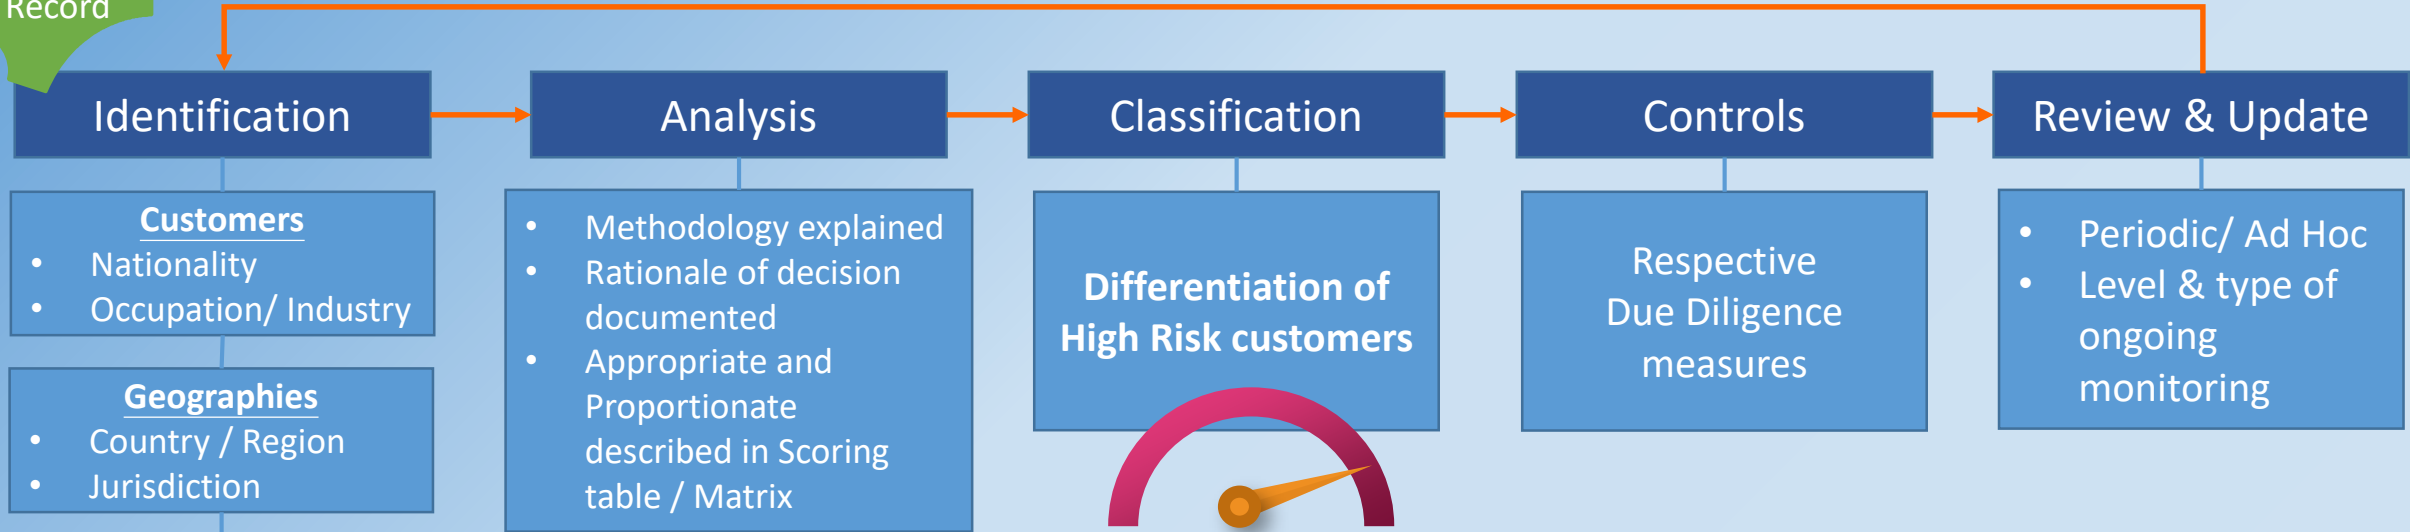 Record
Identification
Analysis
Classification
Controls
Review & Update
Customers
• Nationality
• Occupation/ Industry
Geographies
• Country / Region
• Jurisdiction
• Methodology explained
• Rationale of decision
documented
• Appropriate and
Proportionate
described in Scoring
table / Matrix
Differentiation of
High Risk customers
Respective
Due Diligence
measures
• Periodic/ Ad Hoc
• Level & type of
ongoing
monitoring